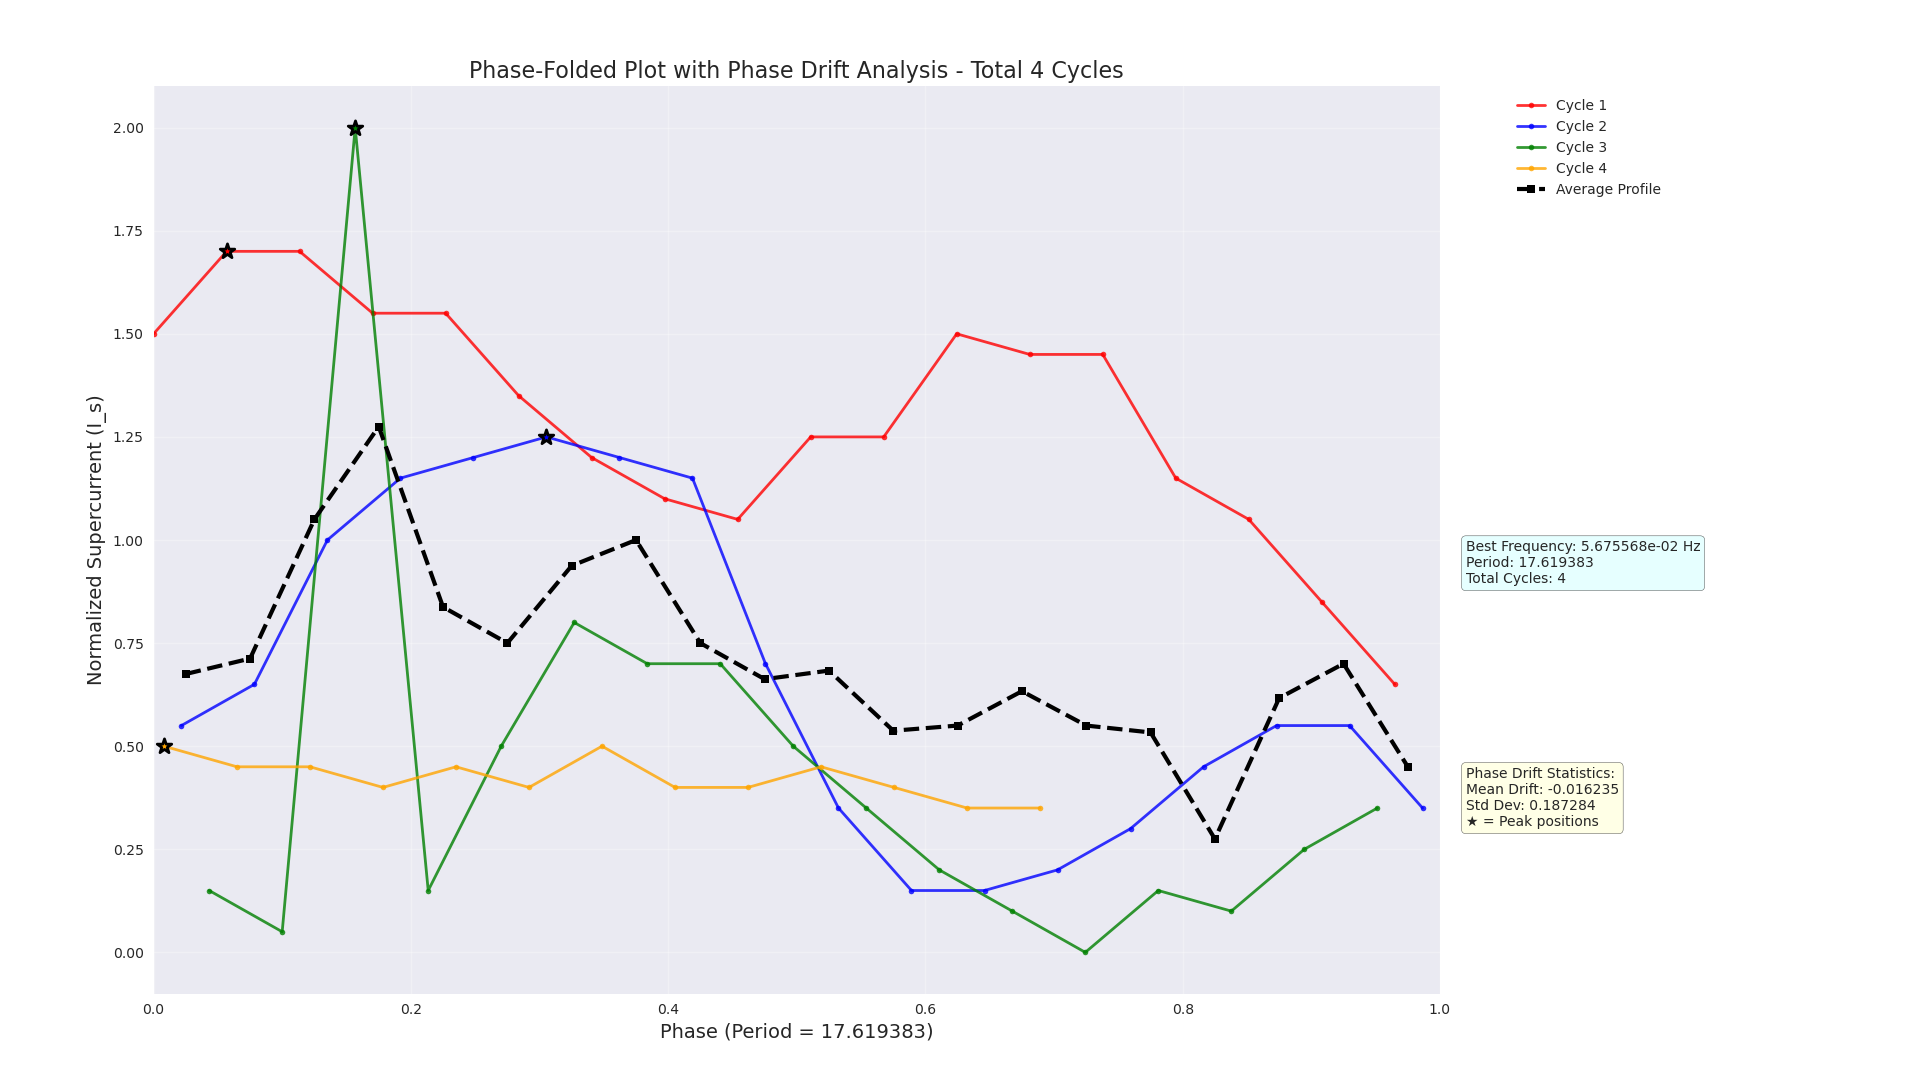 Phase-Folded Plot with Phase Drift Analysis - Total 4 Cycles
Normalized Supercurrent (I_s)
2.00
1.75
1.50
1.25
1.00
0.75
0.50
0.25
0.00
0.0
0.2
0.4
0.6
0.8
1.0
Phase (Period = 17.619383)
Cycle 1
Cycle 2
Cycle 3
Cycle 4
Average Profile
Best Frequency: 5.675568e-02 Hz
Period: 17.619383
Total Cycles: 4
Phase Drift Statistics:
Mean Drift: -0.016235
Std Dev: 0.187284
★ = Peak positions